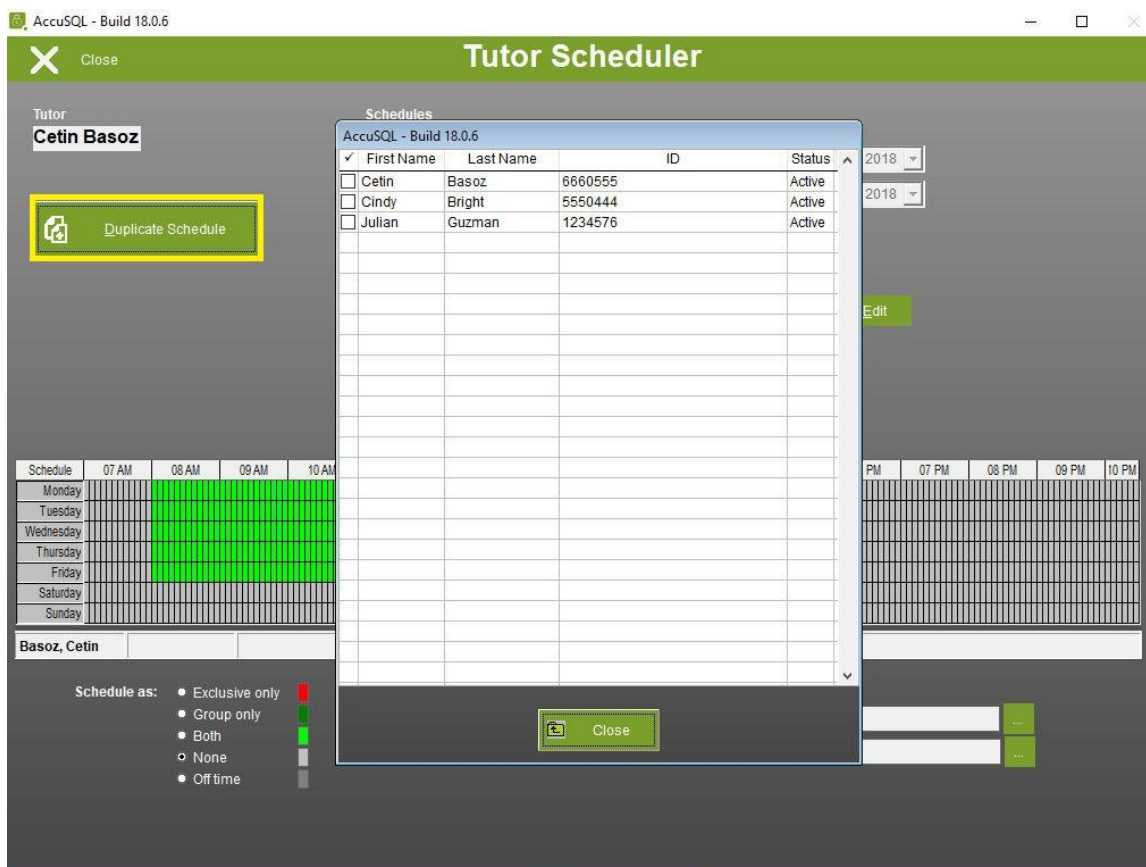 AccuSQL - Build 18.0.6
Close
Tutor Scheduler
Tutor
Cetin Basoz
Schedules
2018
2018
Duplicate Schedule
Edit
AccuSQL - Build 18.0.6
✓ First Name Last Name ID Status
Cetin Basoz 6660555 Active
Cindy Bright 5550444 Active
Julian Guzman 1234576 Active
Close
Schedule 07 AM 08 AM 09 AM 10 AM PM 07 PM 08 PM 09 PM 10 PM
Monday
Tuesday
Wednesday
Thursday
Friday
Saturday
Sunday
Basoz, Cetin
Schedule as: Exclusive only
Group only
Both
None
Off time
...
...